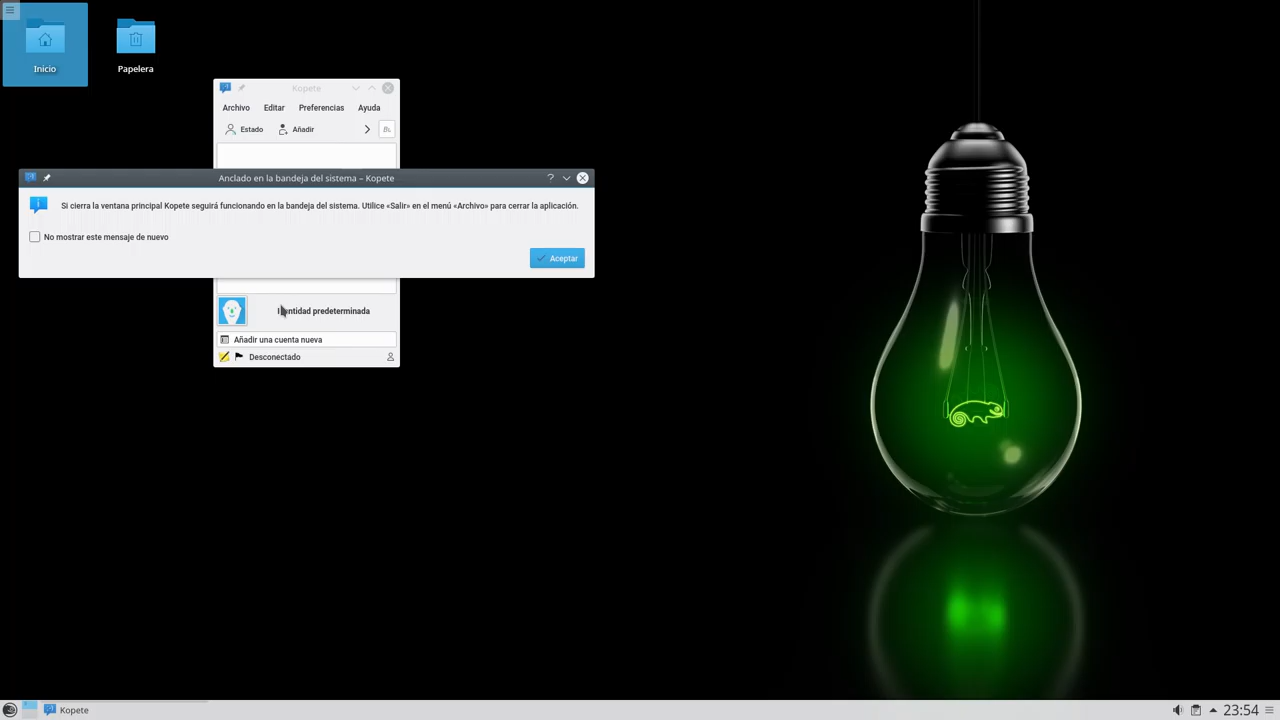 Inicio
Papelera
Kopete
Archivo Editar Preferencias Ayuda
Estado Añadir
Anclado en la bandeja del sistema – Kopete
Si cierra la ventana principal Kopete seguirá funcionando en la bandeja del sistema. Utilice «Salir» en el menú «Archivo» para cerrar la aplicación.
No mostrar este mensaje de nuevo
Aceptar
Identidad predeterminada
Añadir una cuenta nueva
Desconectado
Kopete
23:54